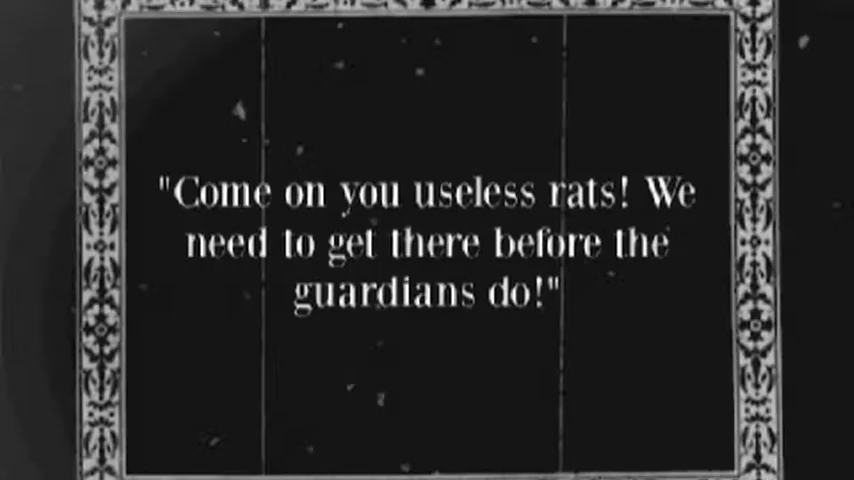 "Come on you useless rats! We
need to get there before the
guardians do!"